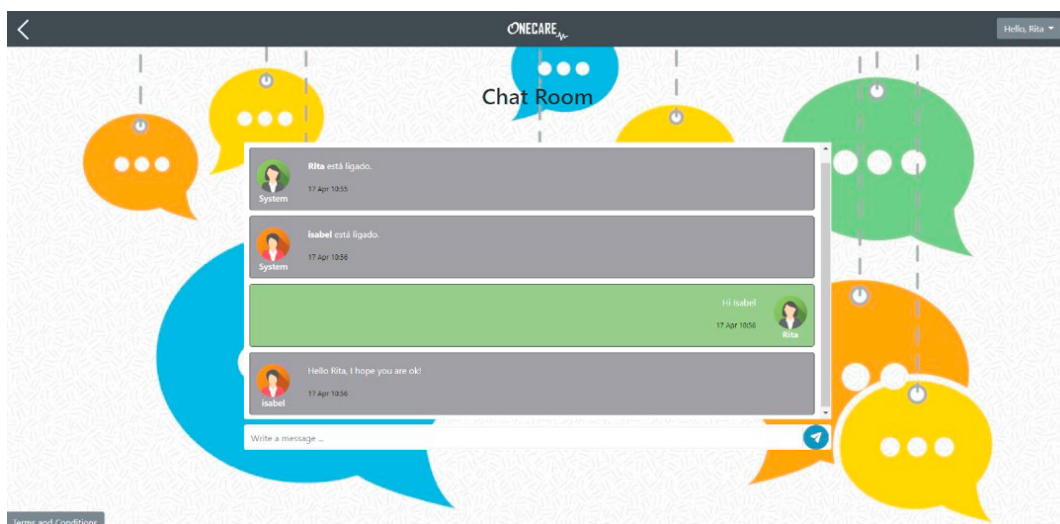 ONECARE
Hello, Rita
Chat Room
Rita está ligado.
17 Apr 10:55
System
isabel está ligado.
17 Apr 10:56
System
Hi Isabel
17 Apr 10:56
Rita
Hello Rita, I hope you are ok!
17 Apr 10:56
isabel
Write a message ...
Terms and Conditions